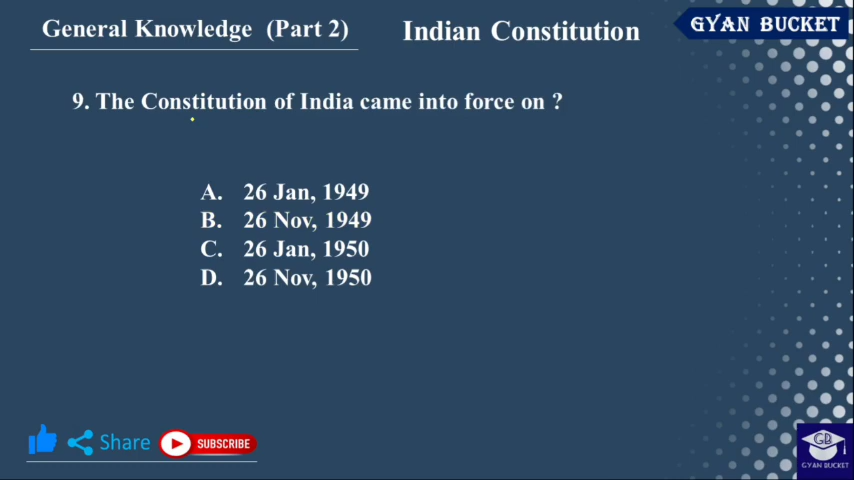 General Knowledge (Part 2)
Indian Constitution
GYAN BUCKET
9. The Constitution of India came into force on ?
A. 26 Jan, 1949
B. 26 Nov, 1949
C. 26 Jan, 1950
D. 26 Nov, 1950
Share
SUBSCRIBE
GB
GYAN BUCKET